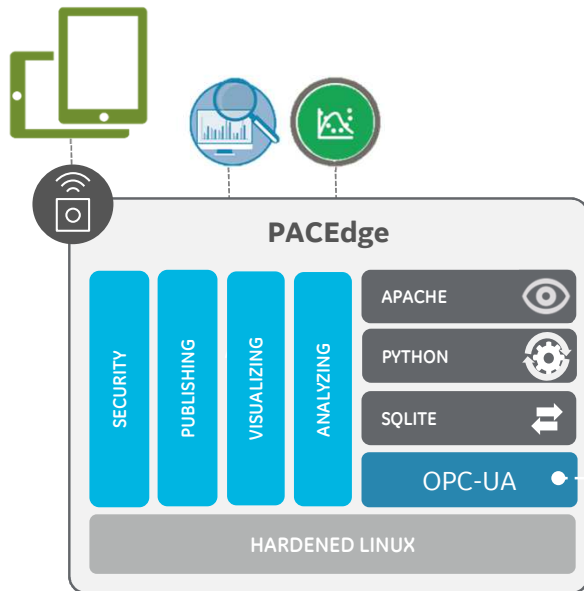 PACEdge
SECURITY
PUBLISHING
VISUALIZING
ANALYZING
APACHE
PYTHON
SQLITE
OPC-UA
HARDENED LINUX